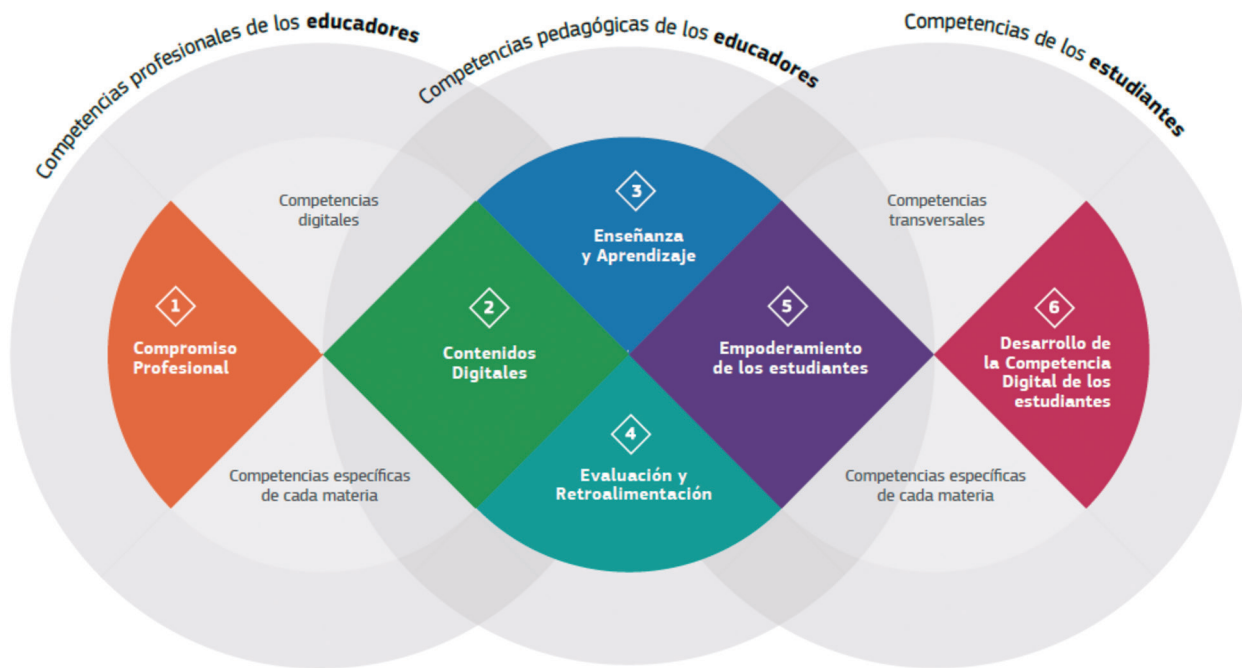 Competencias profesionales de los educadores
Competencias pedagógicas de los educadores
Competencias de los estudiantes
Competencias
digitales
3
Enseñanza
y Aprendizaje
Competencias
transversales
1
Compromiso
Profesional
2
Contenidos
Digitales
5
Empoderamiento
de los estudiantes
6
Desarrollo de
la Competencia
Digital de los
estudiantes
Competencias específicas
de cada materia
4
Evaluación y
Retroalimentación
Competencias específicas
de cada materia